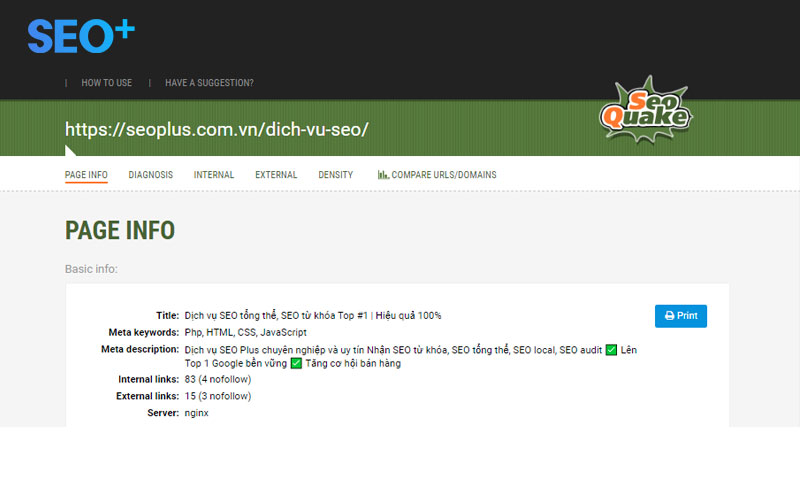 SEO+
HOW TO USE
HAVE A SUGGESTION?
Seo
Quake
https://seoplus.com.vn/dich-vu-seo/
PAGE INFO DIAGNOSIS INTERNAL EXTERNAL DENSITY COMPARE URLS/DOMAINS
PAGE INFO
Basic info:
Title: Dịch vụ SEO tổng thể, SEO từ khóa Top #1 | Hiệu quả 100%
Print
Meta keywords: Php, HTML, CSS, JavaScript
Meta description: Dịch vụ SEO Plus chuyên nghiệp và uy tín Nhận SEO từ khóa, SEO tổng thể, SEO local, SEO audit ✅ Lên
Top 1 Google bền vững ✅ Tăng cơ hội bán hàng
Internal links: 83 (4 nofollow)
External links: 15 (3 nofollow)
Server: nginx